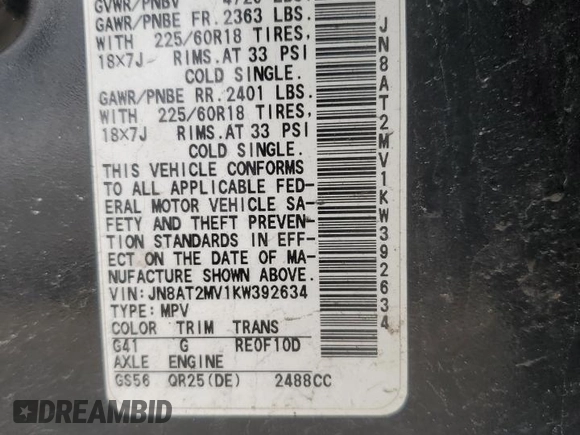 GVWR/PNBV
GAWR/PNBE FR. 2363 LBS.
WITH 225/60R18 TIRES,
18X7J RIMS.AT 33 PSI
COLD SINGLE.
GAWR/PNBE RR. 2401 LBS.
WITH 225/60R18 TIRES,
18X7J RIMS.AT 33 PSI
COLD SINGLE.
THIS VEHICLE CONFORMS
TO ALL APPLICABLE FED-
ERAL MOTOR VEHICLE SA-
FETY AND THEFT PREVEN-
TION STANDARDS IN EFF-
ECT ON THE DATE OF MA-
NUFACTURE SHOWN ABOVE.
VIN: JN8AT2MV1KW392634
TYPE: MPV
COLOR TRIM TRANS
G41 G RE0F10D
AXLE ENGINE
GS56 QR25(DE) 2488CC
JN8AT2MV1KW392634
DREAMBID